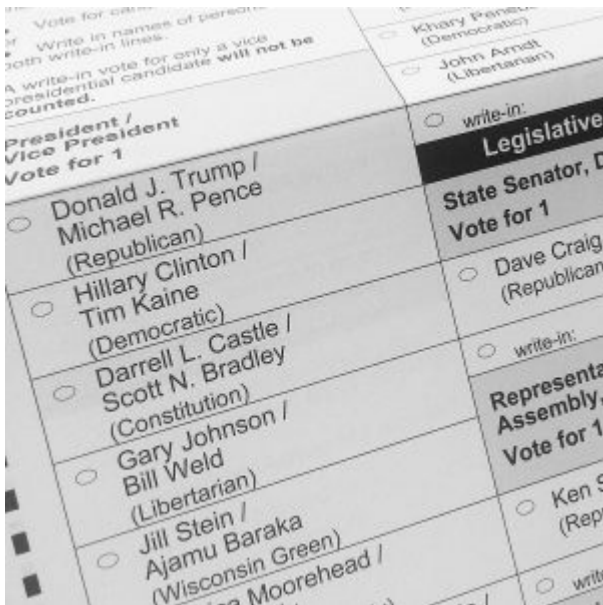 Vote for
Write in names of persons
both write-in lines.
A write-in vote for only a vice
presidential candidate will not be
counted.
President /
Vice President
Vote for 1
Donald J. Trump /
Michael R. Pence
(Republican)
Hillary Clinton /
Tim Kaine
(Democratic)
Darrell L. Castle /
Scott N. Bradley
(Constitution)
Gary Johnson /
Bill Weld
(Libertarian)
Jill Stein /
Ajamu Baraka
(Wisconsin Green)
Moorehead /
Khary
(Democratic)
John Arndt
(Libertarian)
write-in:
Legislative
State Senator,
Vote for 1
Dave Craig
(Republican
write-in:
Assembly,
Vote for 1
Ken